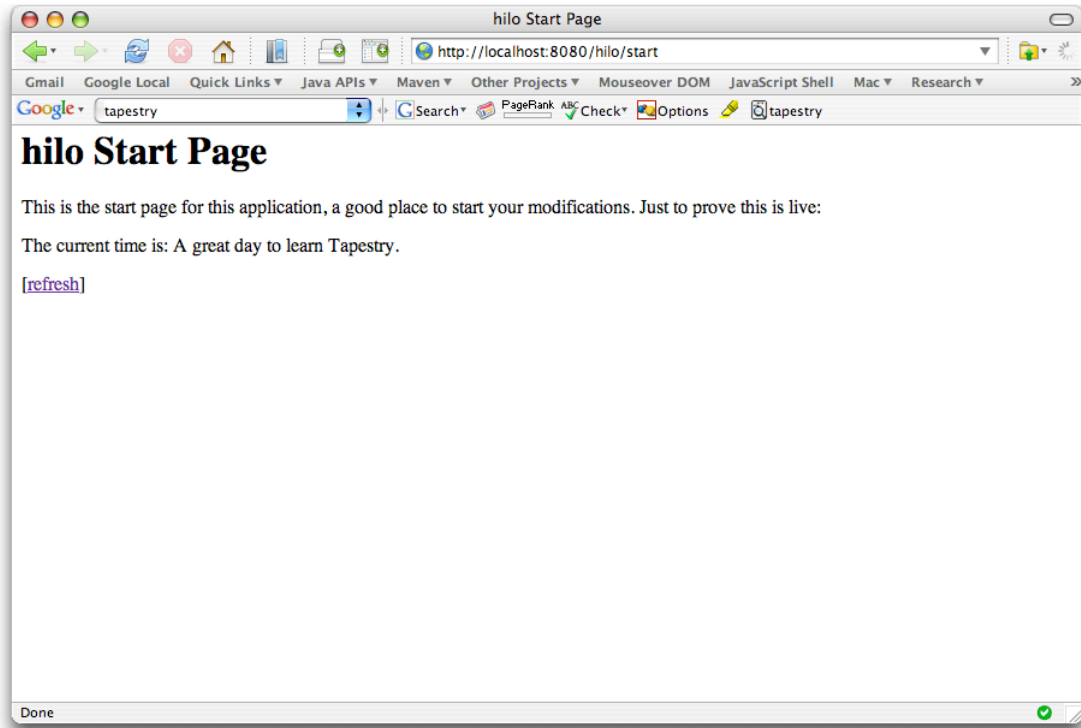 hilo Start Page
http://localhost:8080/hilo/start
Gmail Google Local Quick Links Java APIs Maven Other Projects Mouseover DOM JavaScript Shell Mac Research »
Google tapestry G Search PageRank ABC Check Options tapestry
hilo Start Page
This is the start page for this application, a good place to start your modifications. Just to prove this is live:
The current time is: A great day to learn Tapestry.
[refresh]
Done